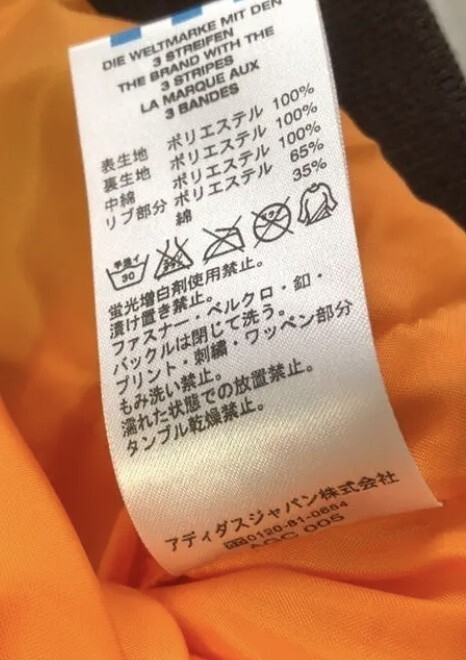 DIE WELTMARKE MIT DEN
3 STREIFEN
THE BRAND WITH THE
3 STRIPES
LA MARQUE AUX
3 BANDES
表生地 ポリエステル 100%
裏生地 ポリエステル 100%
中綿 ポリエステル 100%
リブ部分 ポリエステル 65%
綿 35%
手洗イ
30
蛍光増白剤使用禁止。
漬け置き禁止。
ファスナー・ベルクロ・釦・
バックルは閉じて洗う。
プリント・刺繍・ワッペン部分
もみ洗い禁止。
濡れた状態での放置禁止。
タンブル乾燥禁止。
アディダスジャパン株式会社
0120-81-0654
AGC 005